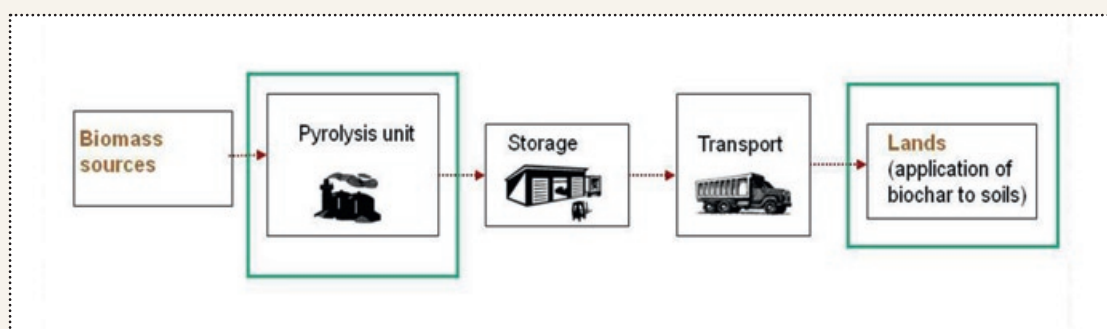 Biomass
sources
Pyrolysis unit
Storage
Transport
Lands
(application of
biochar to soils)